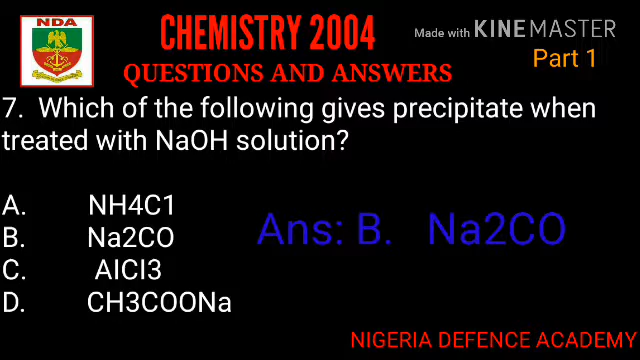 NDA
CHEMISTRY 2004
Made with KINEMASTER
Part 1
QUESTIONS AND ANSWERS
7. Which of the following gives precipitate when
treated with NaOH solution?
A. NH4C1
B. Na2CO
C. AlCl3
D. CH3COONa
Ans: B. Na2CO
NIGERIA DEFENCE ACADEMY